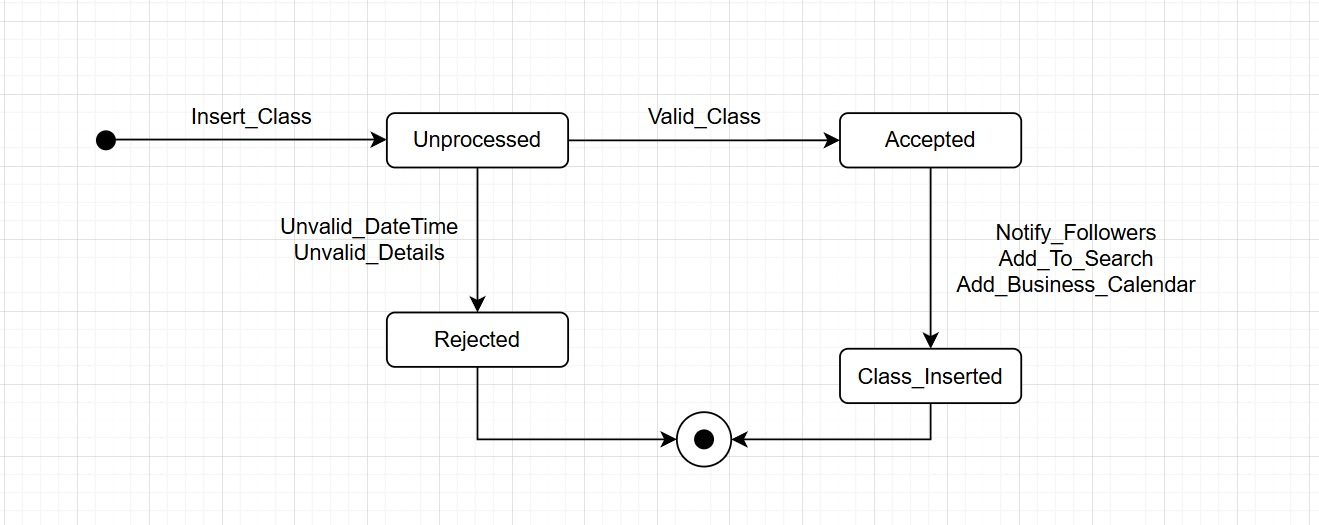 Insert_Class
Unprocessed
Valid_Class
Accepted
Unvalid_DateTime
Unvalid_Details
Notify_Followers
Add_To_Search
Add_Business_Calendar
Rejected
Class_Inserted